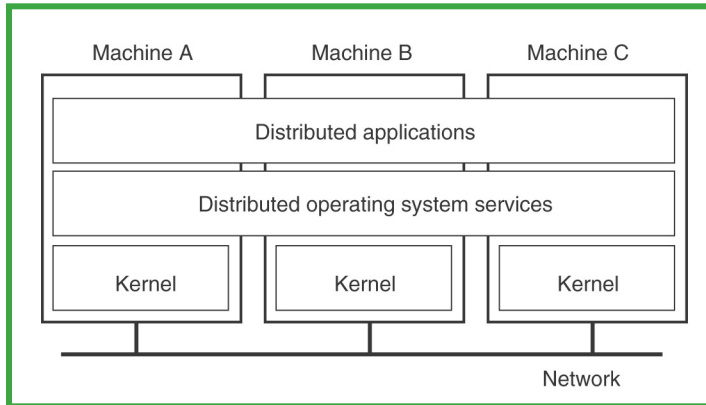 Machine A
Machine B
Machine C
Distributed applications
Distributed operating system services
Kernel
Kernel
Kernel
Network